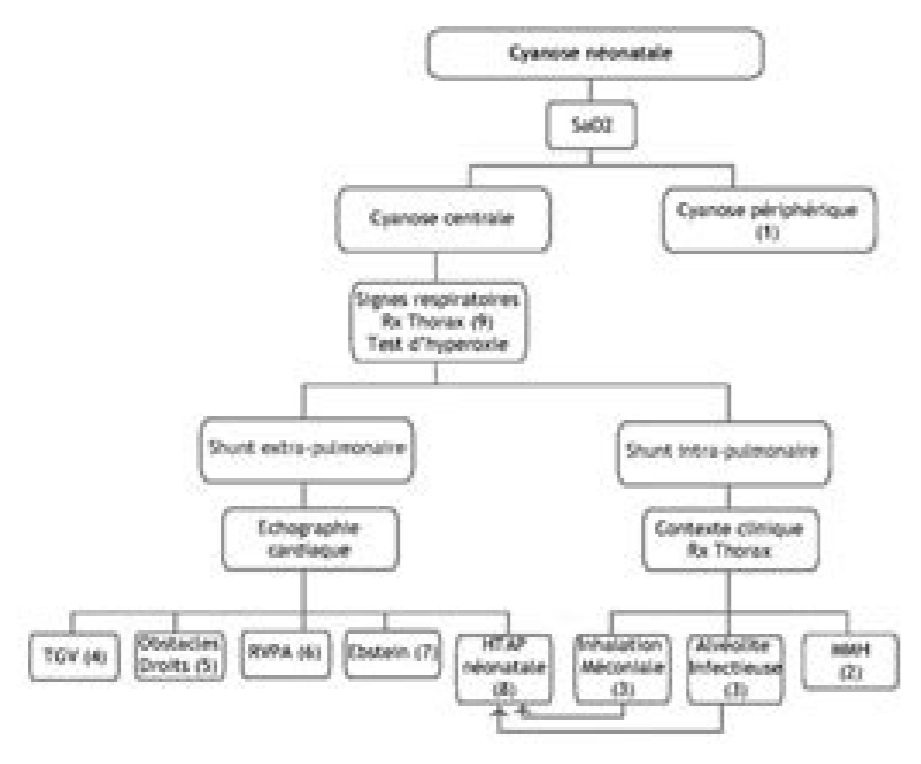 Cyanose néonatale
SaO2
Cyanose centrale
Cyanose périphérique
(1)
Signes respiratoires
Rx Thorax (9)
Test d'hyperoxie
Shunt extra-pulmonaire
Shunt intra-pulmonaire
Echographie
cardiaque
Contexte clinique
Rx Thorax
TGV (4)
Obstacles
Droits (5)
RVPA (6)
Ebstein (7)
HTAP
néonatale
(8)
Inhalation
Méconiale
(3)
Alvéolite
Infectieuse
(3)
MMH
(2)